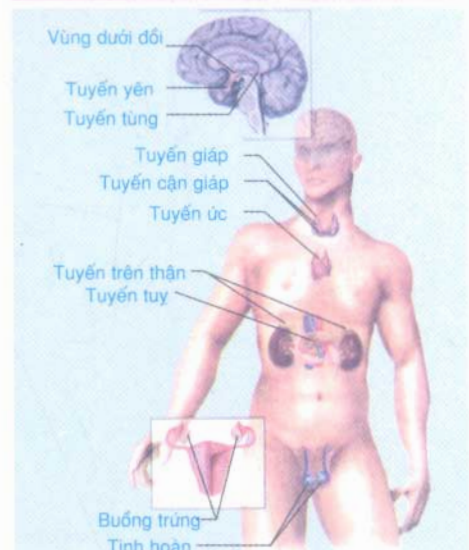 Vùng dưới đồi
Tuyến yên
Tuyến tùng
Tuyến giáp
Tuyến cận giáp
Tuyến ức
Tuyến trên thận
Tuyến tuỵ
Buồng trứng
Tinh hoàn